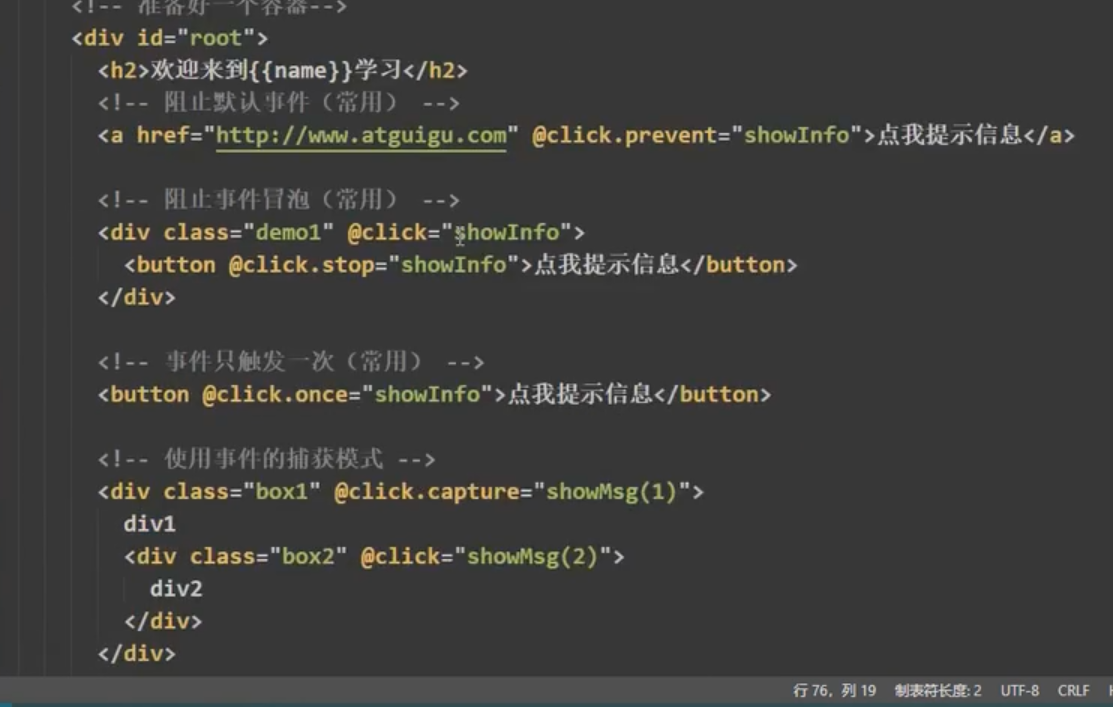 <!-- 准备好一个容器-->
<div id="root">
<h2>欢迎来到{{name}}学习</h2>
<!-- 阻止默认事件（常用） -->
<a href="http://www.atguigu.com" @click.prevent="showInfo">点我提示信息</a>
<!-- 阻止事件冒泡（常用） -->
<div class="demo1" @click="showInfo">
<button @click.stop="showInfo">点我提示信息</button>
</div>
<!-- 事件只触发一次（常用） -->
<button @click.once="showInfo">点我提示信息</button>
<!-- 使用事件的捕获模式 -->
<div class="box1" @click.capture="showMsg(1)">
div1
<div class="box2" @click="showMsg(2)">
div2
</div>
</div>
行 76，列 19 制表符长度: 2 UTF-8 CRLF